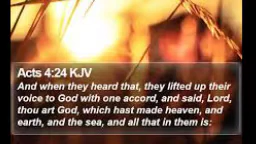 Acts 4:24 KJV
And when they heard that, they lifted up their
voice to God with one accord, and said, Lord,
thou art God, which hast made heaven, and
earth, and the sea, and all that in them is: